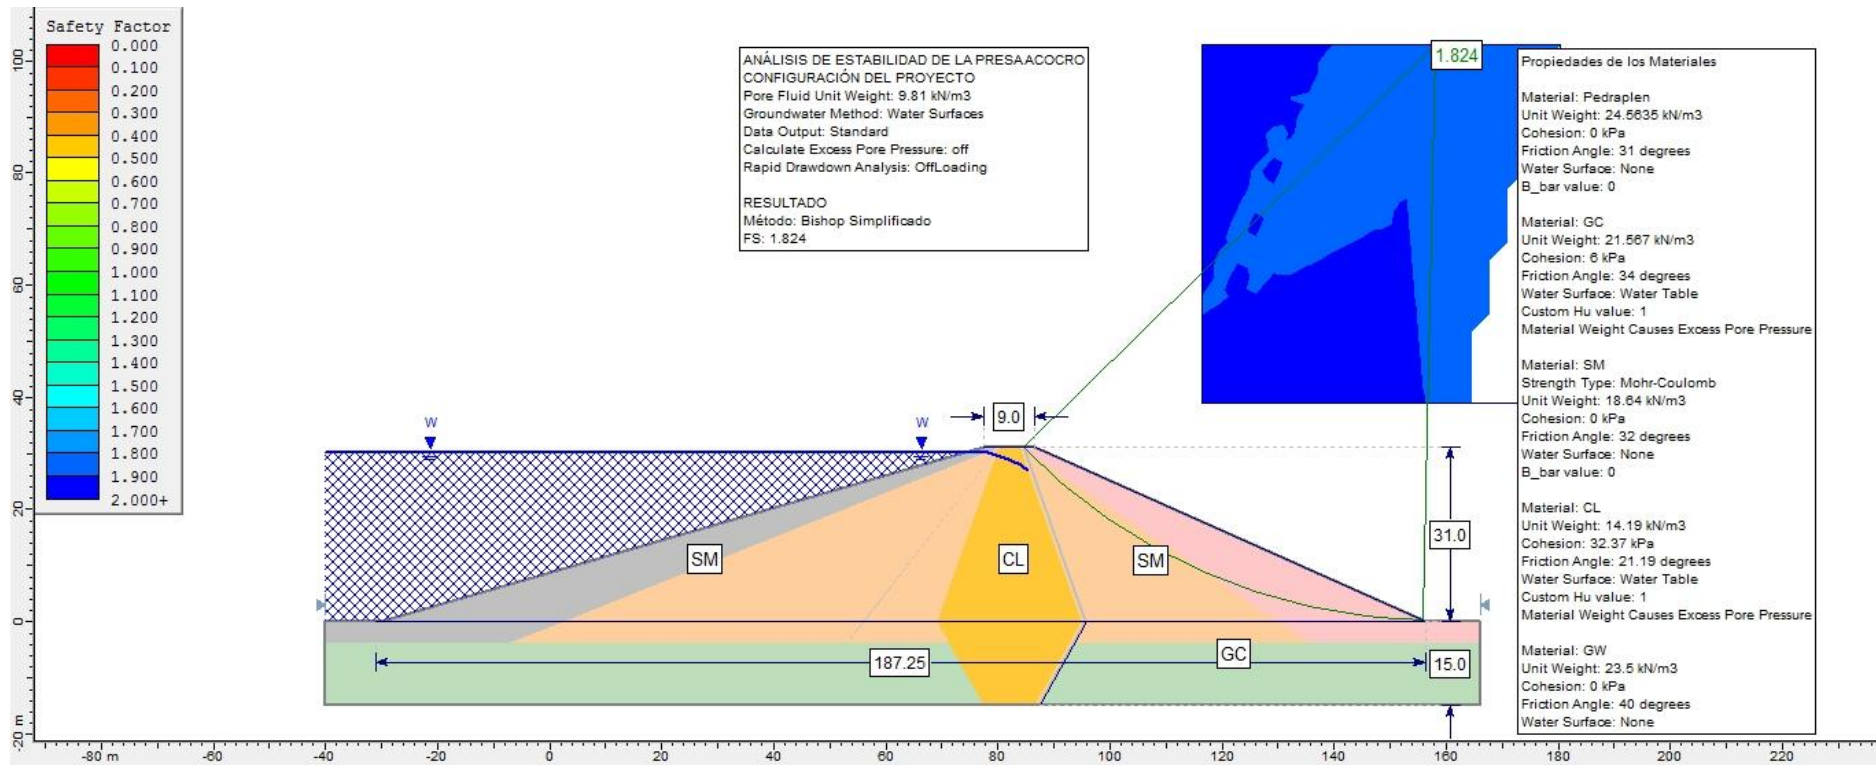 Safety Factor
0.000
0.100
0.200
0.300
0.400
0.500
0.600
0.700
0.800
0.900
1.000
1.100
1.200
1.300
1.400
1.500
1.600
1.700
1.800
1.900
2.000+
ANÁLISIS DE ESTABILIDAD DE LA PRESAACOCRO
CONFIGURACIÓN DEL PROYECTO
Pore Fluid Unit Weight: 9.81 kN/m3
Groundwater Method: Water Surfaces
Data Output: Standard
Calculate Excess Pore Pressure: off
Rapid Drawdown Analysis: OffLoading
RESULTADO
Método: Bishop Simplificado
FS: 1.824
1.824
Propiedades de los Materiales
Material: Pedraplen
Unit Weight: 24.5635 kN/m3
Cohesion: 0 kPa
Friction Angle: 31 degrees
Water Surface: None
B_bar value: 0
Material: GC
Unit Weight: 21.567 kN/m3
Cohesion: 6 kPa
Friction Angle: 34 degrees
Water Surface: Water Table
Custom Hu value: 1
Material Weight Causes Excess Pore Pressure
Material: SM
Strength Type: Mohr-Coulomb
Unit Weight: 18.64 kN/m3
Cohesion: 0 kPa
Friction Angle: 32 degrees
Water Surface: None
B_bar value: 0
Material: CL
Unit Weight: 14.19 kN/m3
Cohesion: 32.37 kPa
Friction Angle: 21.19 degrees
Water Surface: Water Table
Custom Hu value: 1
Material Weight Causes Excess Pore Pressure
Material: GW
Unit Weight: 23.5 kN/m3
Cohesion: 0 kPa
Friction Angle: 40 degrees
Water Surface: None
W
W
9.0
SM
CL
SM
31.0
187.25
GC
15.0
100
80
60
40
20
0
m
-20
-80 m
-60
-40
-20
0
20
40
60
80
100
120
140
160
180
200
220